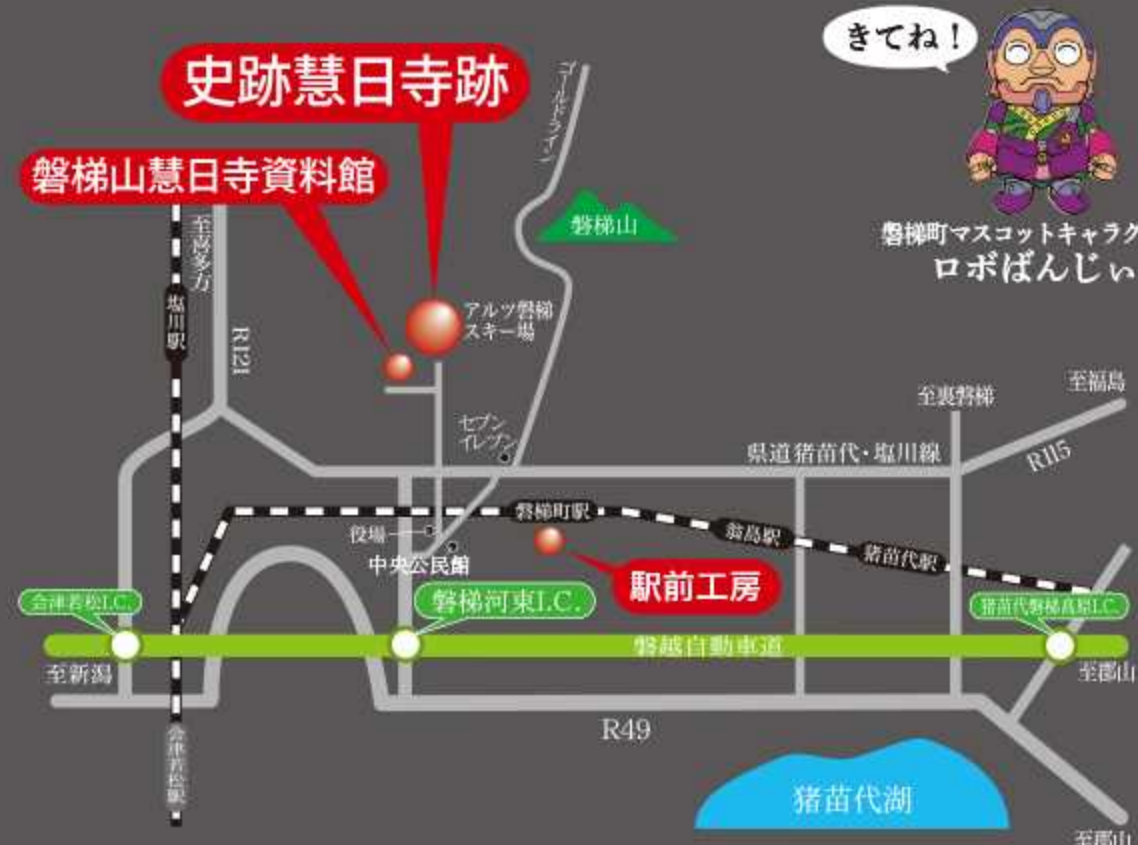 きてね！
史跡慧日寺跡
ゴールドライン
磐梯山慧日寺資料館
磐梯山
磐梯町マスコットキャラク
ロボばんじぃ
至喜多方
塩川駅
R121
アルツ磐梯
スキー場
至福島
至裏磐梯
セブン
イレブン
県道猪苗代・塩川線
R115
磐梯町駅
役場
翁島駅
中央公民館
猪苗代駅
駅前工房
会津若松I.C.
磐梯河東I.C.
猪苗代磐梯高原I.C.
磐越自動車道
至新潟
至郡山
R49
会津若松駅
猪苗代湖
至郡山